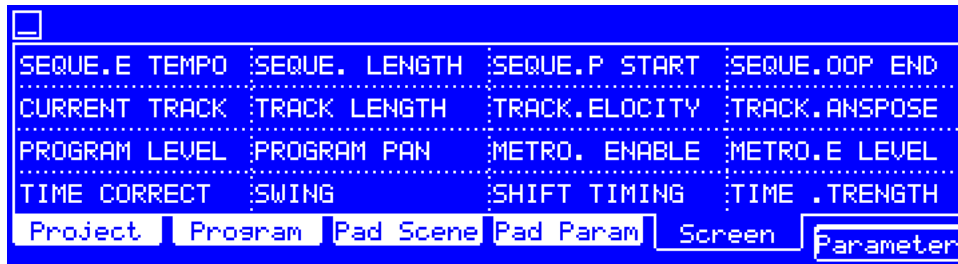 SEQUE.E TEMPO SEQUE. LENGTH SEQUE.P START SEQUE.OOP END
CURRENT TRACK TRACK LENGTH TRACK.ELOCITY TRACK.ANSPOSE
PROGRAM LEVEL PROGRAM PAN METRO. ENABLE METRO.E LEVEL
TIME CORRECT SWING SHIFT TIMING TIME .TRENGTH
Project Program Pad Scene Pad Param Screen Parameter